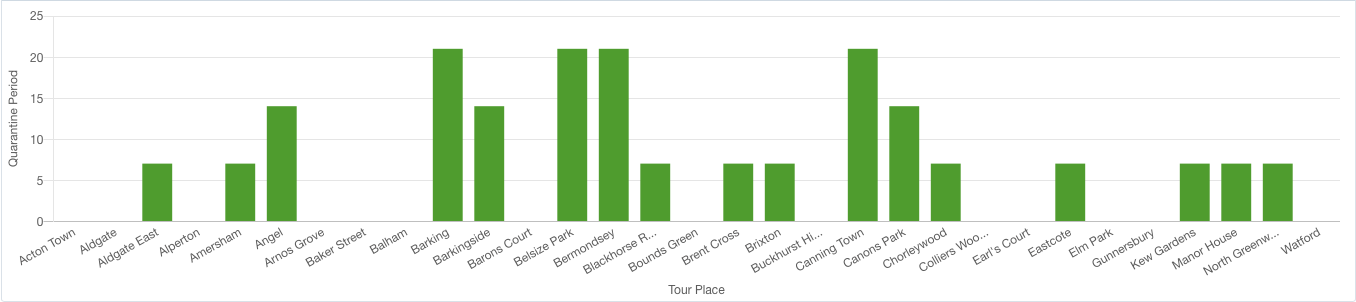 25
20
15
10
5
0
Quarantine Period
Acton Town
Aldgate
Aldgate East
Alperton
Amersham
Angel
Arnos Grove
Baker Street
Balham
Barking
Barkingside
Barons Court
Belsize Park
Bermondsey
Blackhorse R...
Bounds Green
Brent Cross
Brixton
Buckhurst Hi...
Canning Town
Canons Park
Chorleywood
Colliers Woo...
Earl's Court
Eastcote
Elm Park
Gunnersbury
Kew Gardens
Manor House
North Greenw...
Watford
Tour Place